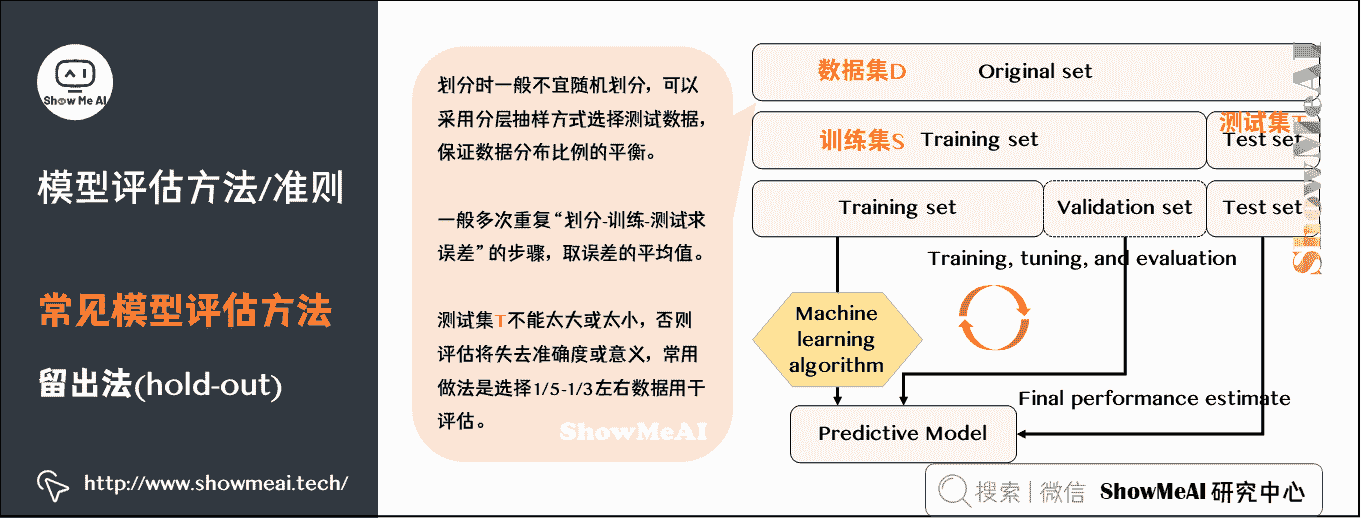 Show Me AI
模型评估方法/准则
常见模型评估方法
留出法(hold-out)
http://www.showmeai.tech/
划分时一般不宜随机划分，可以
采用分层抽样方式选择测试数据，
保证数据分布比例的平衡。
一般多次重复“划分-训练-测试求
误差”的步骤，取误差的平均值。
测试集T不能太大或太小，否则
评估将失去准确度或意义，常用
做法是选择1/5-1/3左右数据用于
评估。
ShowMeAI
数据集D Original set
训练集S Training set
测试集T
Test set
Training set
Validation set
Test set
Training, tuning, and evaluation
Machine
learning
algorithm
Final performance estimate
Predictive Model
ShowMeAI
搜索 | 微信 ShowMeAI 研究中心